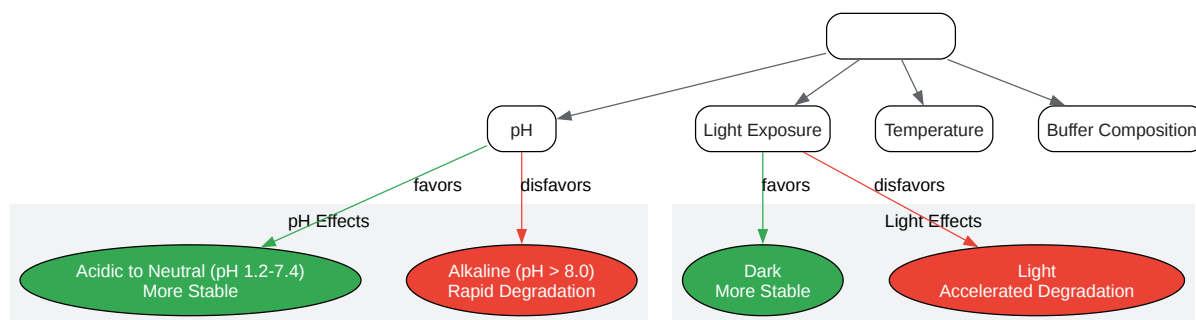 pH
Light Exposure
Temperature
Buffer Composition
favors
disfavors
favors
disfavors
pH Effects
Light Effects
Acidic to Neutral (pH 1.2-7.4)
More Stable
Alkaline (pH > 8.0)
Rapid Degradation
Dark
More Stable
Light
Accelerated Degradation